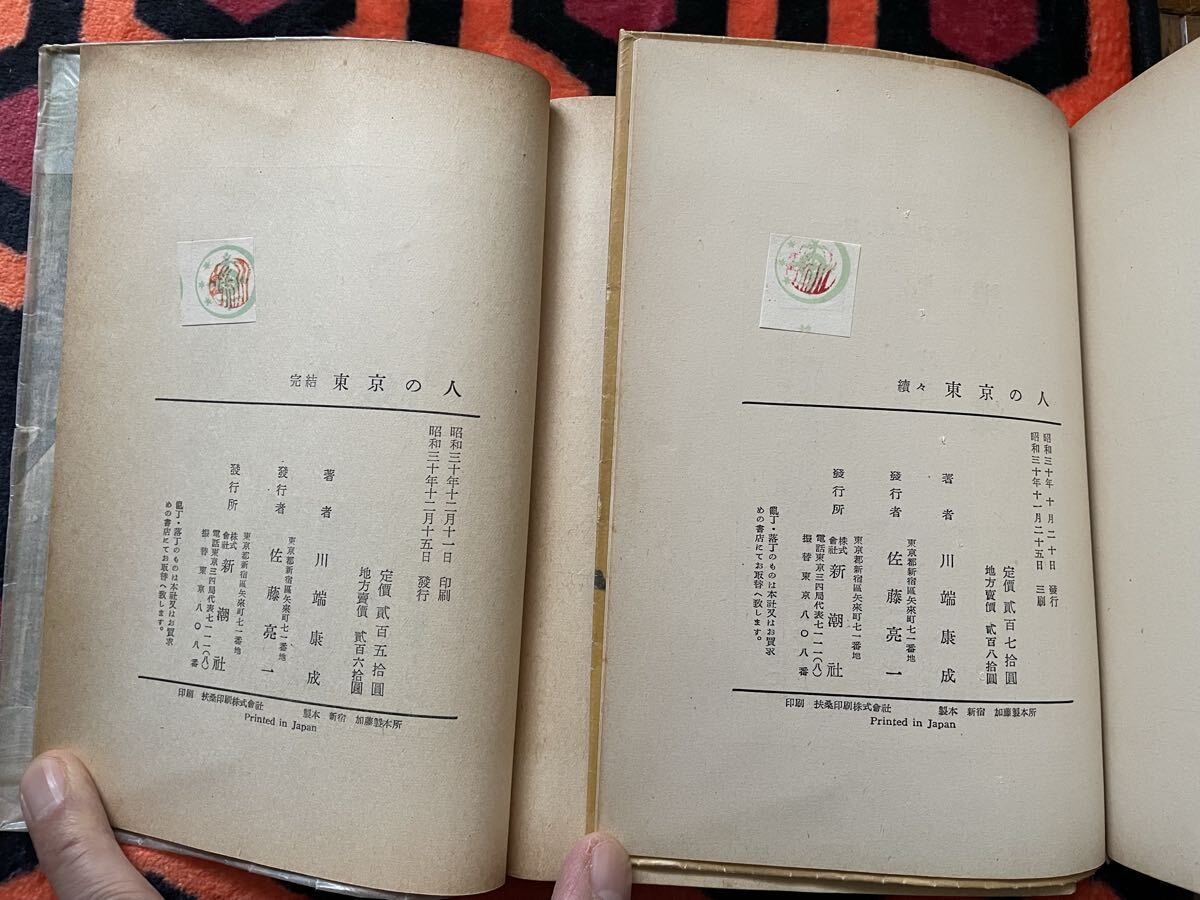 完結 東京の人
昭和三十年十二月十一日 印刷
昭和三十年十二月十五日 發行
定價 貳百五拾圓
地方賣價 貳百六拾圓
著者 川端康成
發行者 佐藤亮一
東京都新宿區矢來町七一番地
發行所 株式會社 新潮社
電話東京三四局代表七一一一(八)
振替東京八〇八番
亂丁・落丁のものは本社又はお買求
めの書店にてお取替へ致します。
印刷 扶桑印刷株式會社 製本 新宿 加藤製本所
Printed in Japan
續々 東京の人
昭和三十年十月二十日 發行
昭和三十年十一月二十五日 三刷
定價 貳百七拾圓
地方賣價 貳百八拾圓
著者 川端康成
發行者 佐藤亮一
東京都新宿區矢來町七一番地
發行所 株式會社 新潮社
電話東京三四局代表七一一一(八)
振替東京八〇八番
亂丁・落丁のものは本社又はお買求
めの書店にてお取替へ致します。
印刷 扶桑印刷株式會社 製本 新宿 加藤製本所
Printed in Japan